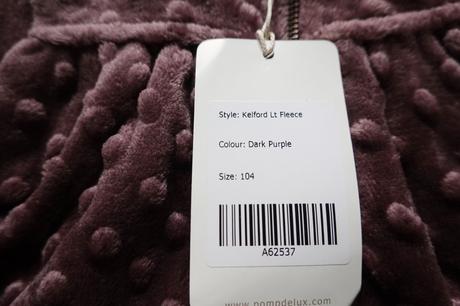 Style: Kelford Lt Fleece
Colour: Dark Purple
Size: 104
A62537
www.pompdelux.com